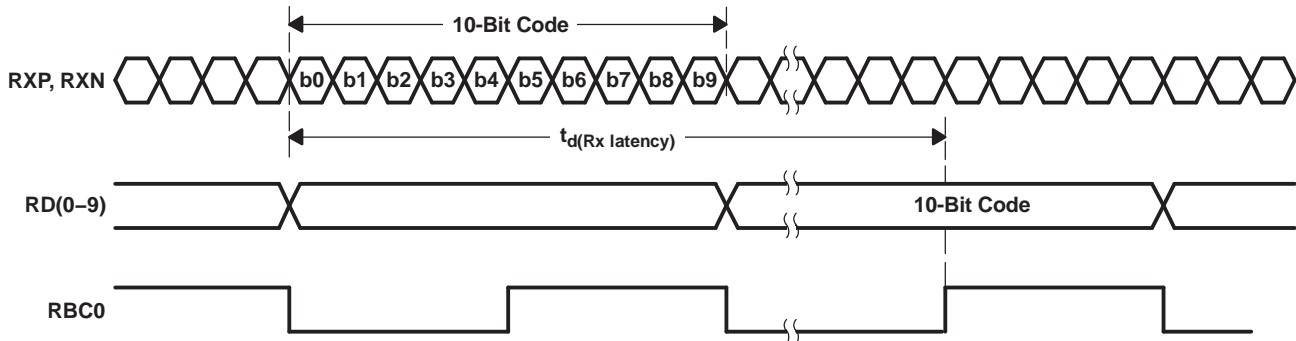 10-Bit Code
RXP, RXN
b0 b1 b2 b3 b4 b5 b6 b7 b8 b9
td(Rx latency)
RD(0–9)
10-Bit Code
RBC0